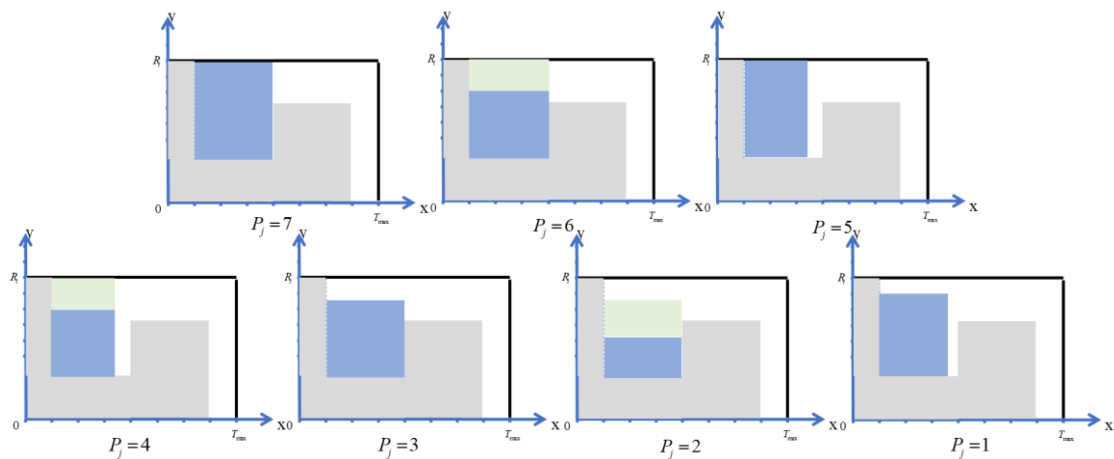 y y y
R_i R_i R_i
0 x 0 x 0 x
T_max T_max T_max
P_j=7 P_j=6 P_j=5
y y y y
R_i R_i R_i R_i
0 x 0 x 0 x 0 x
T_max T_max T_max T_max
P_j=4 P_j=3 P_j=2 P_j=1